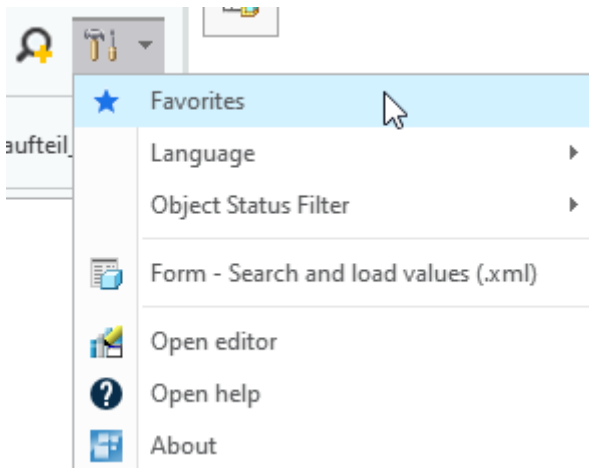 Favorites
aufteil_
Language
Object Status Filter
Form - Search and load values (.xml)
Open editor
Open help
About